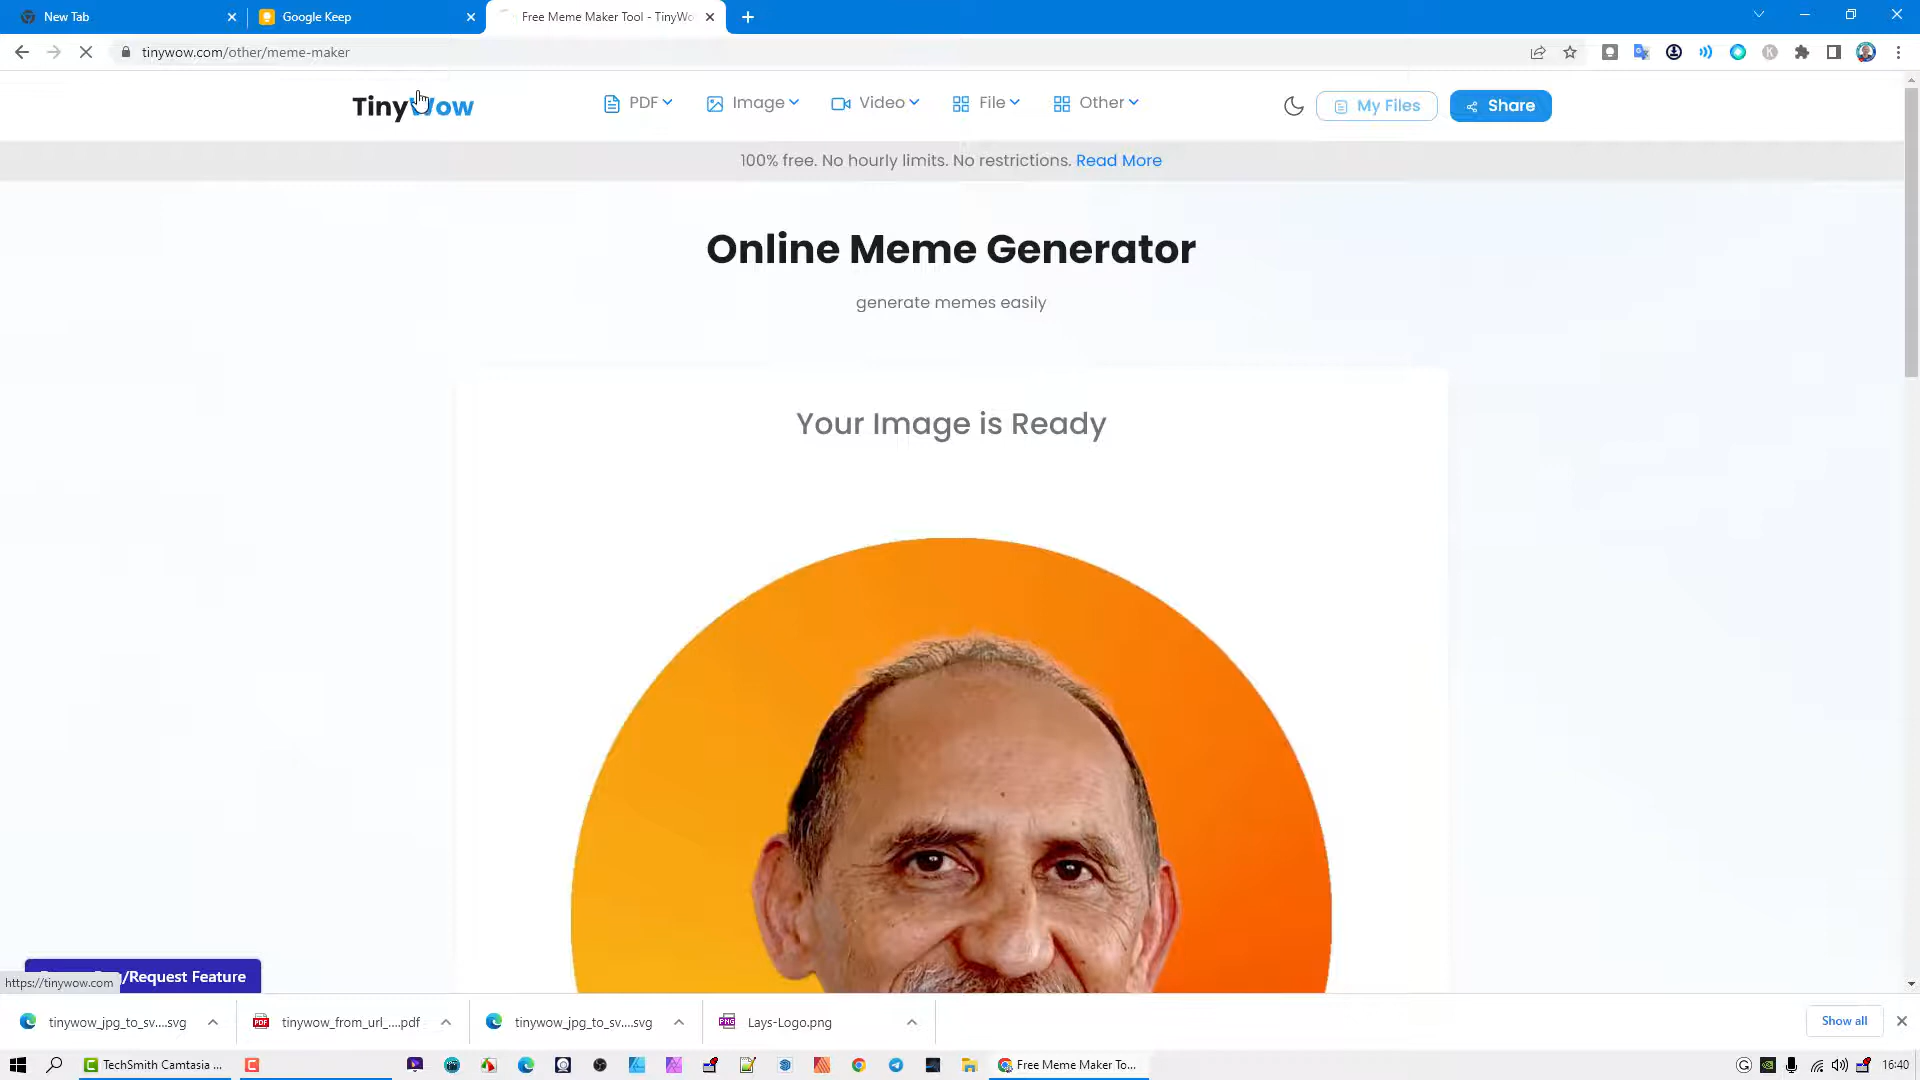 New Tab
Google Keep
Free Meme Maker Tool - TinyWo
tinywow.com/other/meme-maker
TinyWow
PDF
Image
Video
File
Other
My Files
Share
100% free. No hourly limits. No restrictions. Read More
Online Meme Generator
generate memes easily
Your Image is Ready
/Request Feature
https://tinywow.com
tinywow_jpg_to_sv....svg
tinywow_from_url_....pdf
tinywow_jpg_to_sv....svg
Lays-Logo.png
Show all
TechSmith Camtasia ...
Free Meme Maker To...
16:40